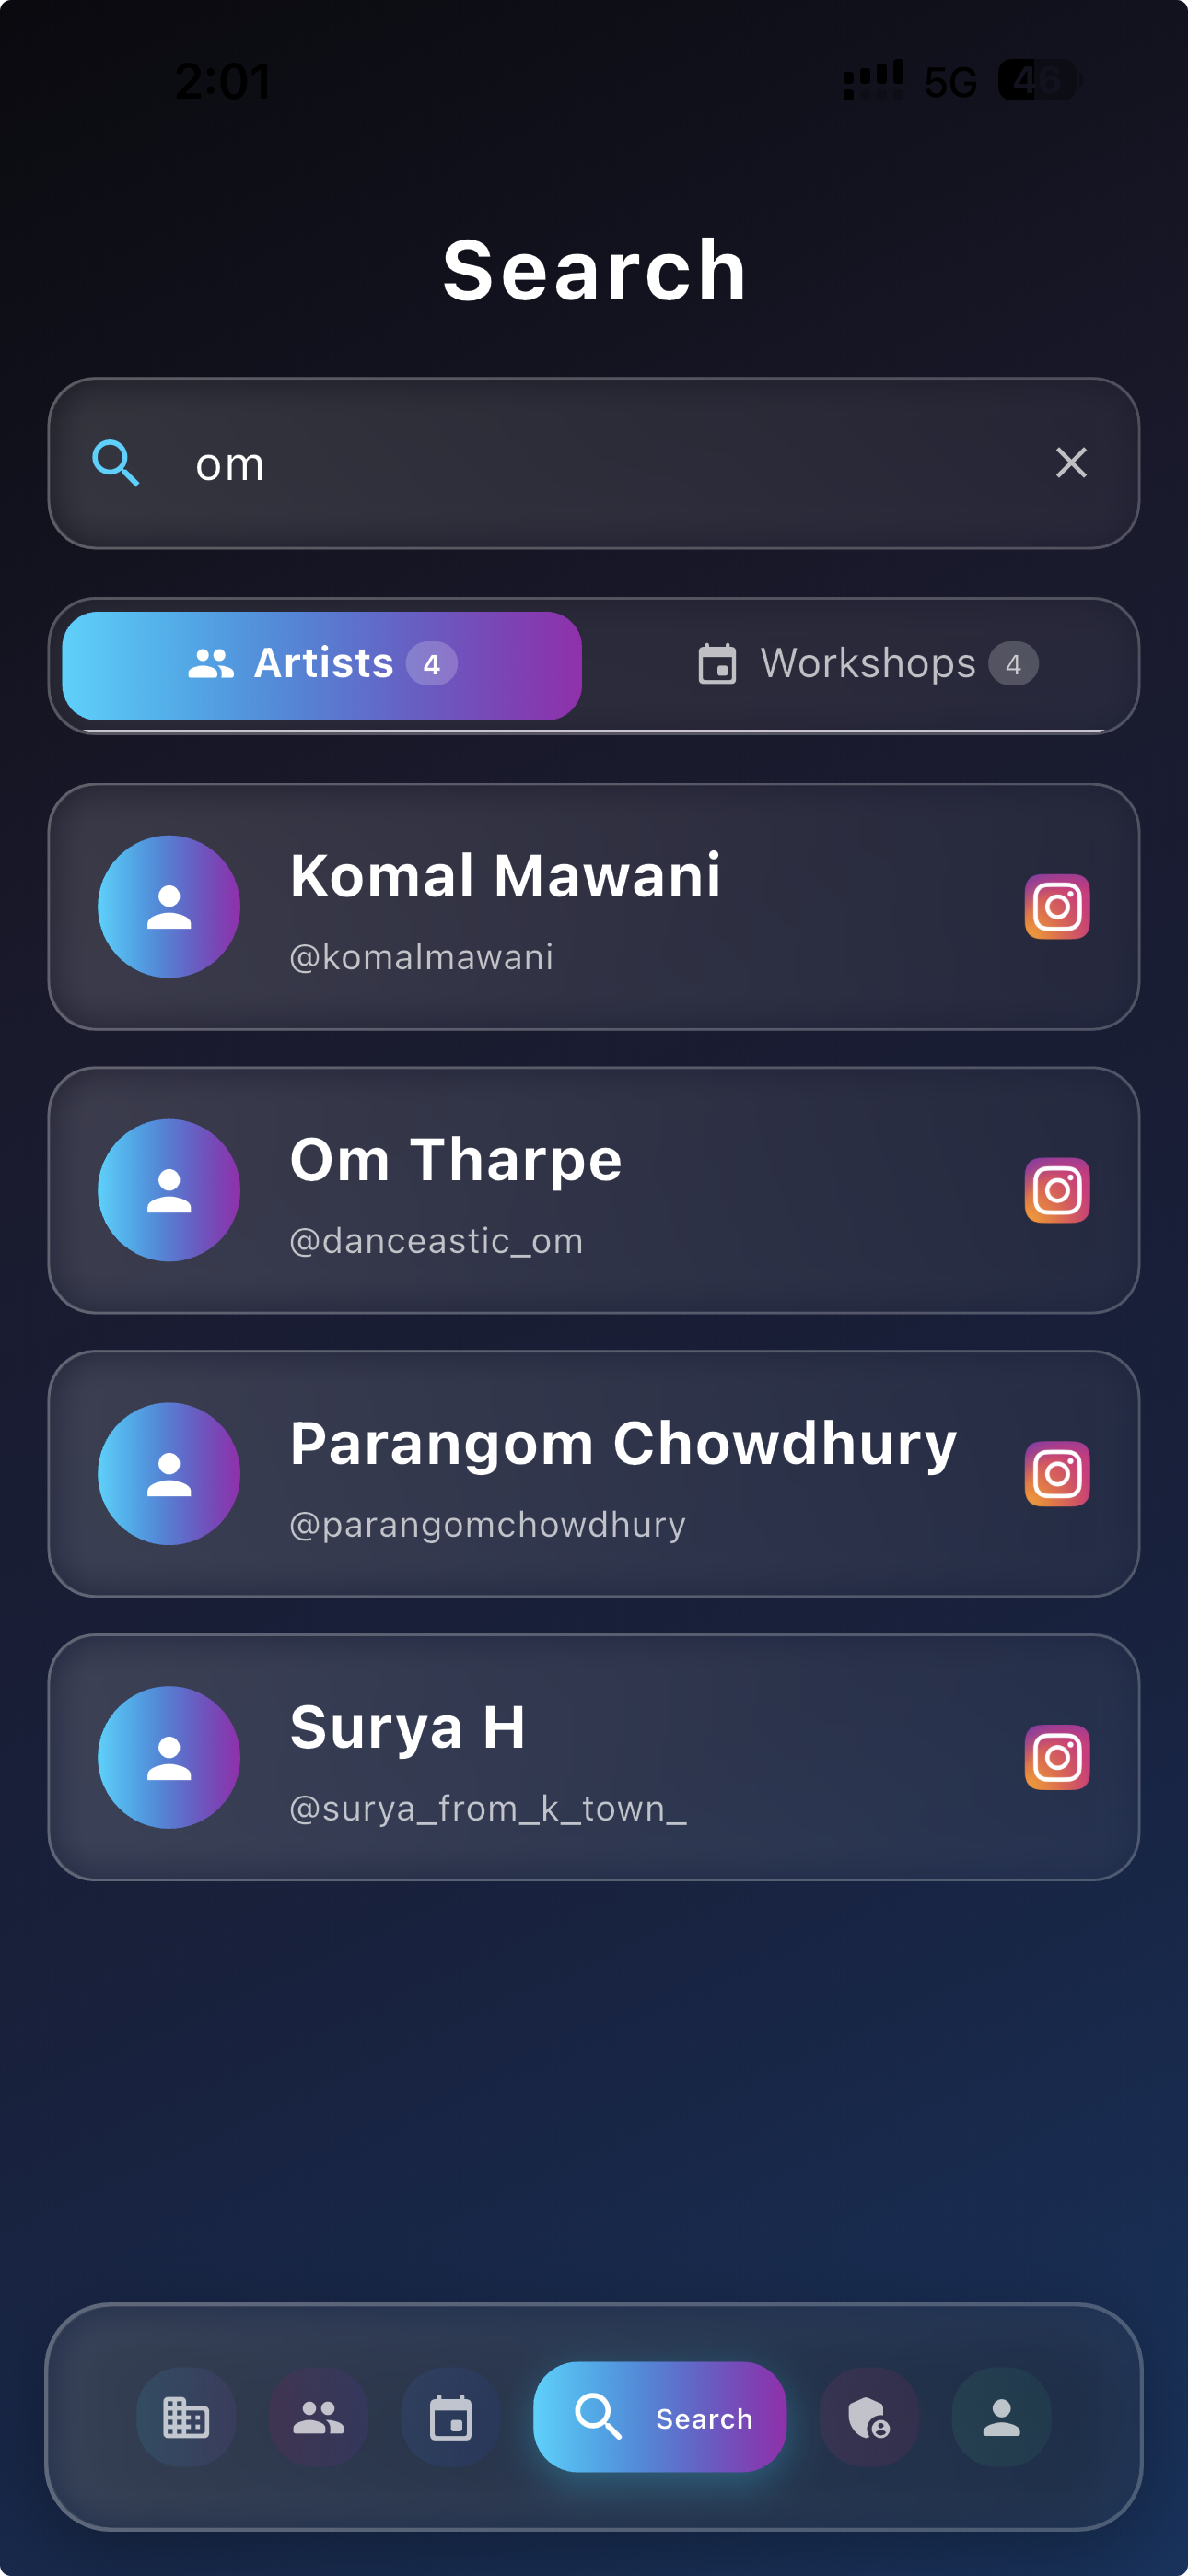 2:01 5G 46
Search
om
Artists 4 Workshops 4
Komal Mawani
@komalmawani
Om Tharpe
@danceastic_om
Parangom Chowdhury
@parangomchowdhury
Surya H
@surya_from_k_town_
Search